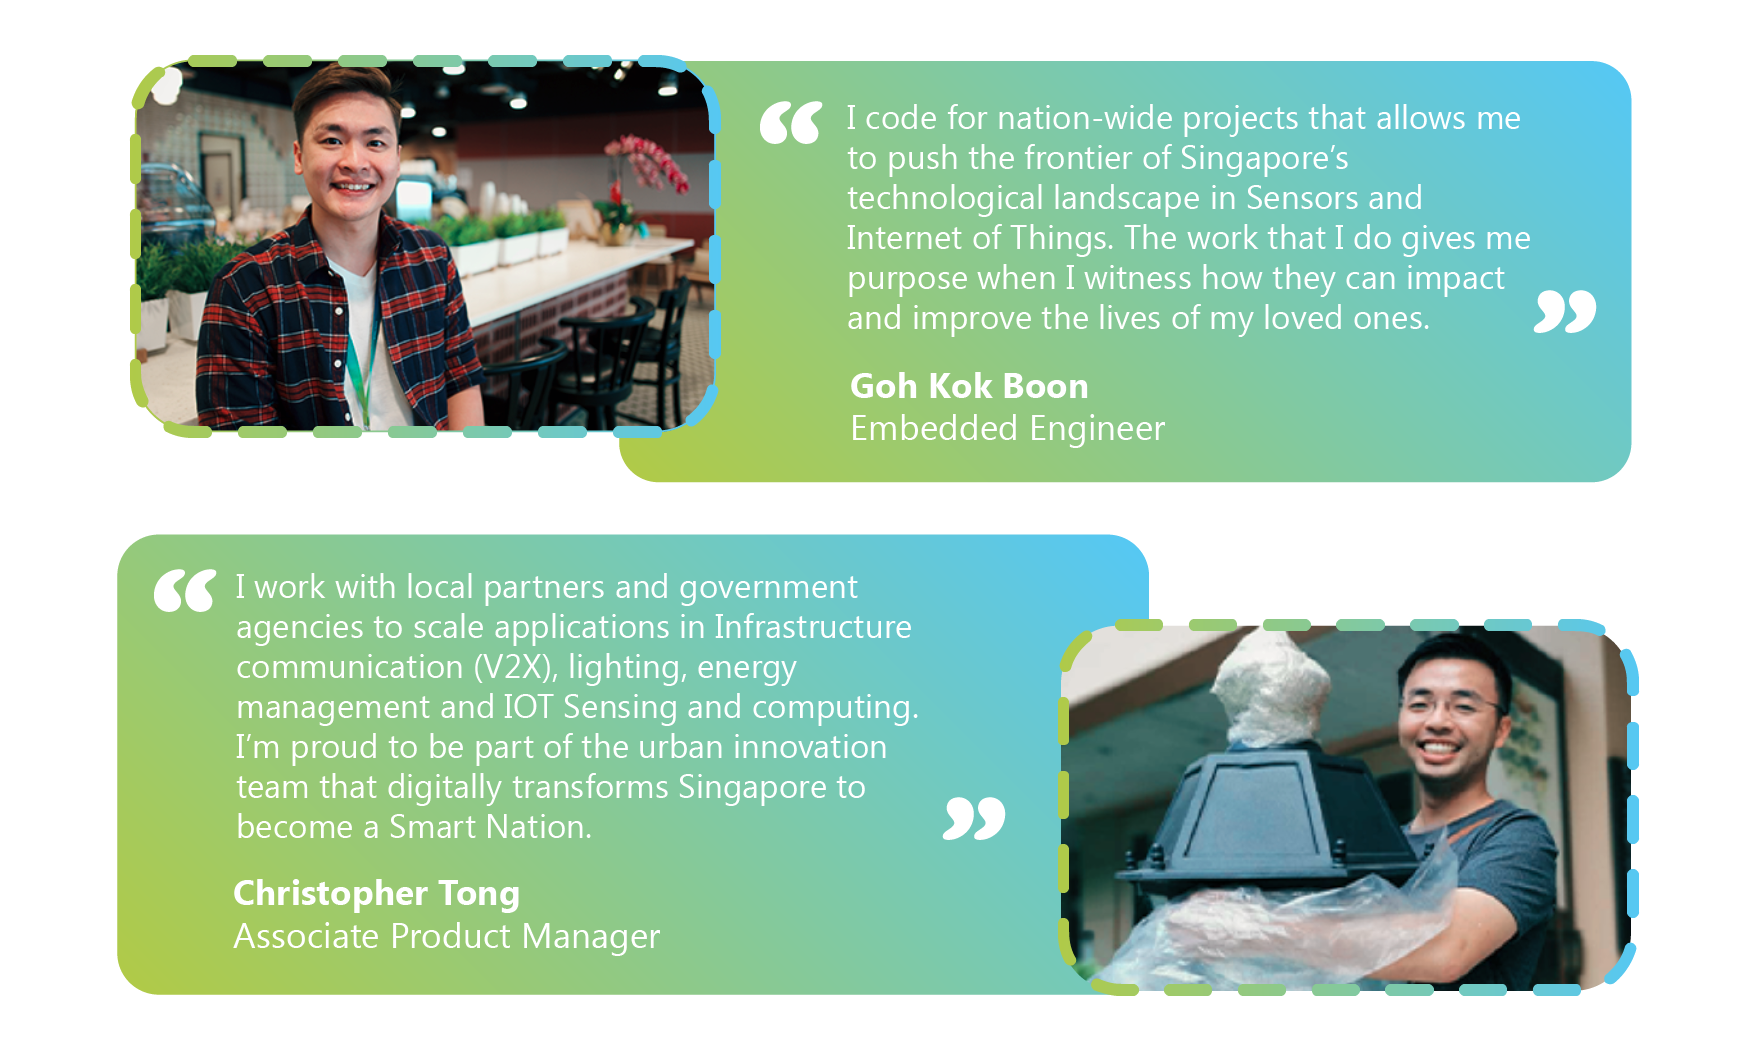 “ I code for nation-wide projects that allows me
to push the frontier of Singapore’s
technological landscape in Sensors and
Internet of Things. The work that I do gives me
purpose when I witness how they can impact
and improve the lives of my loved ones. ”
Goh Kok Boon
Embedded Engineer
“ I work with local partners and government
agencies to scale applications in Infrastructure
communication (V2X), lighting, energy
management and IOT Sensing and computing.
I’m proud to be part of the urban innovation
team that digitally transforms Singapore to
become a Smart Nation. ”
Christopher Tong
Associate Product Manager